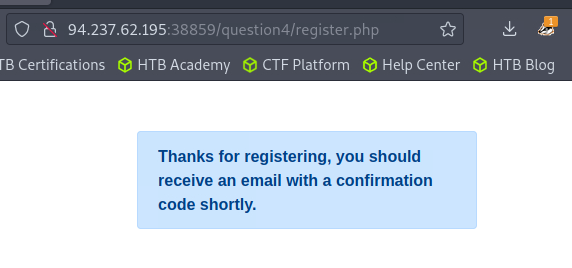 94.237.62.195:38859/question4/register.php
1
TB Certifications HTB Academy CTF Platform Help Center HTB Blog
Thanks for registering, you should
receive an email with a confirmation
code shortly.